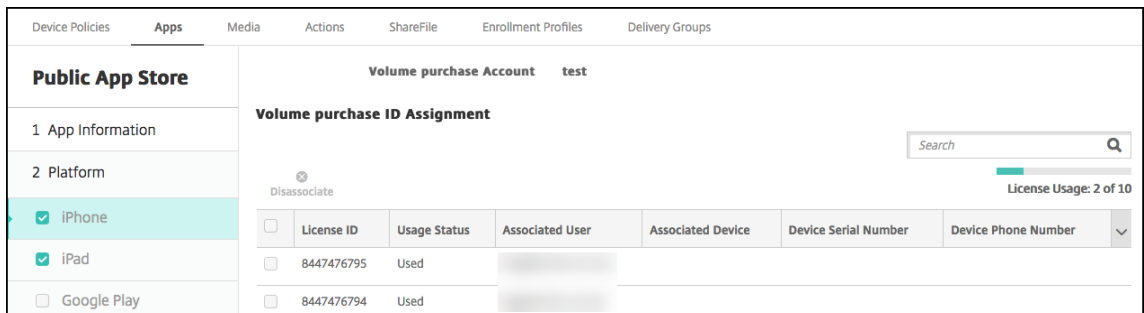 Device Policies Apps Media Actions ShareFile Enrollment Profiles Delivery Groups
Public App Store
1 App Information
2 Platform
iPhone
iPad
Google Play
Volume purchase Account test
Volume purchase ID Assignment
Search
Disassociate
License Usage: 2 of 10
License ID Usage Status Associated User Associated Device Device Serial Number Device Phone Number
8447476795 Used
8447476794 Used